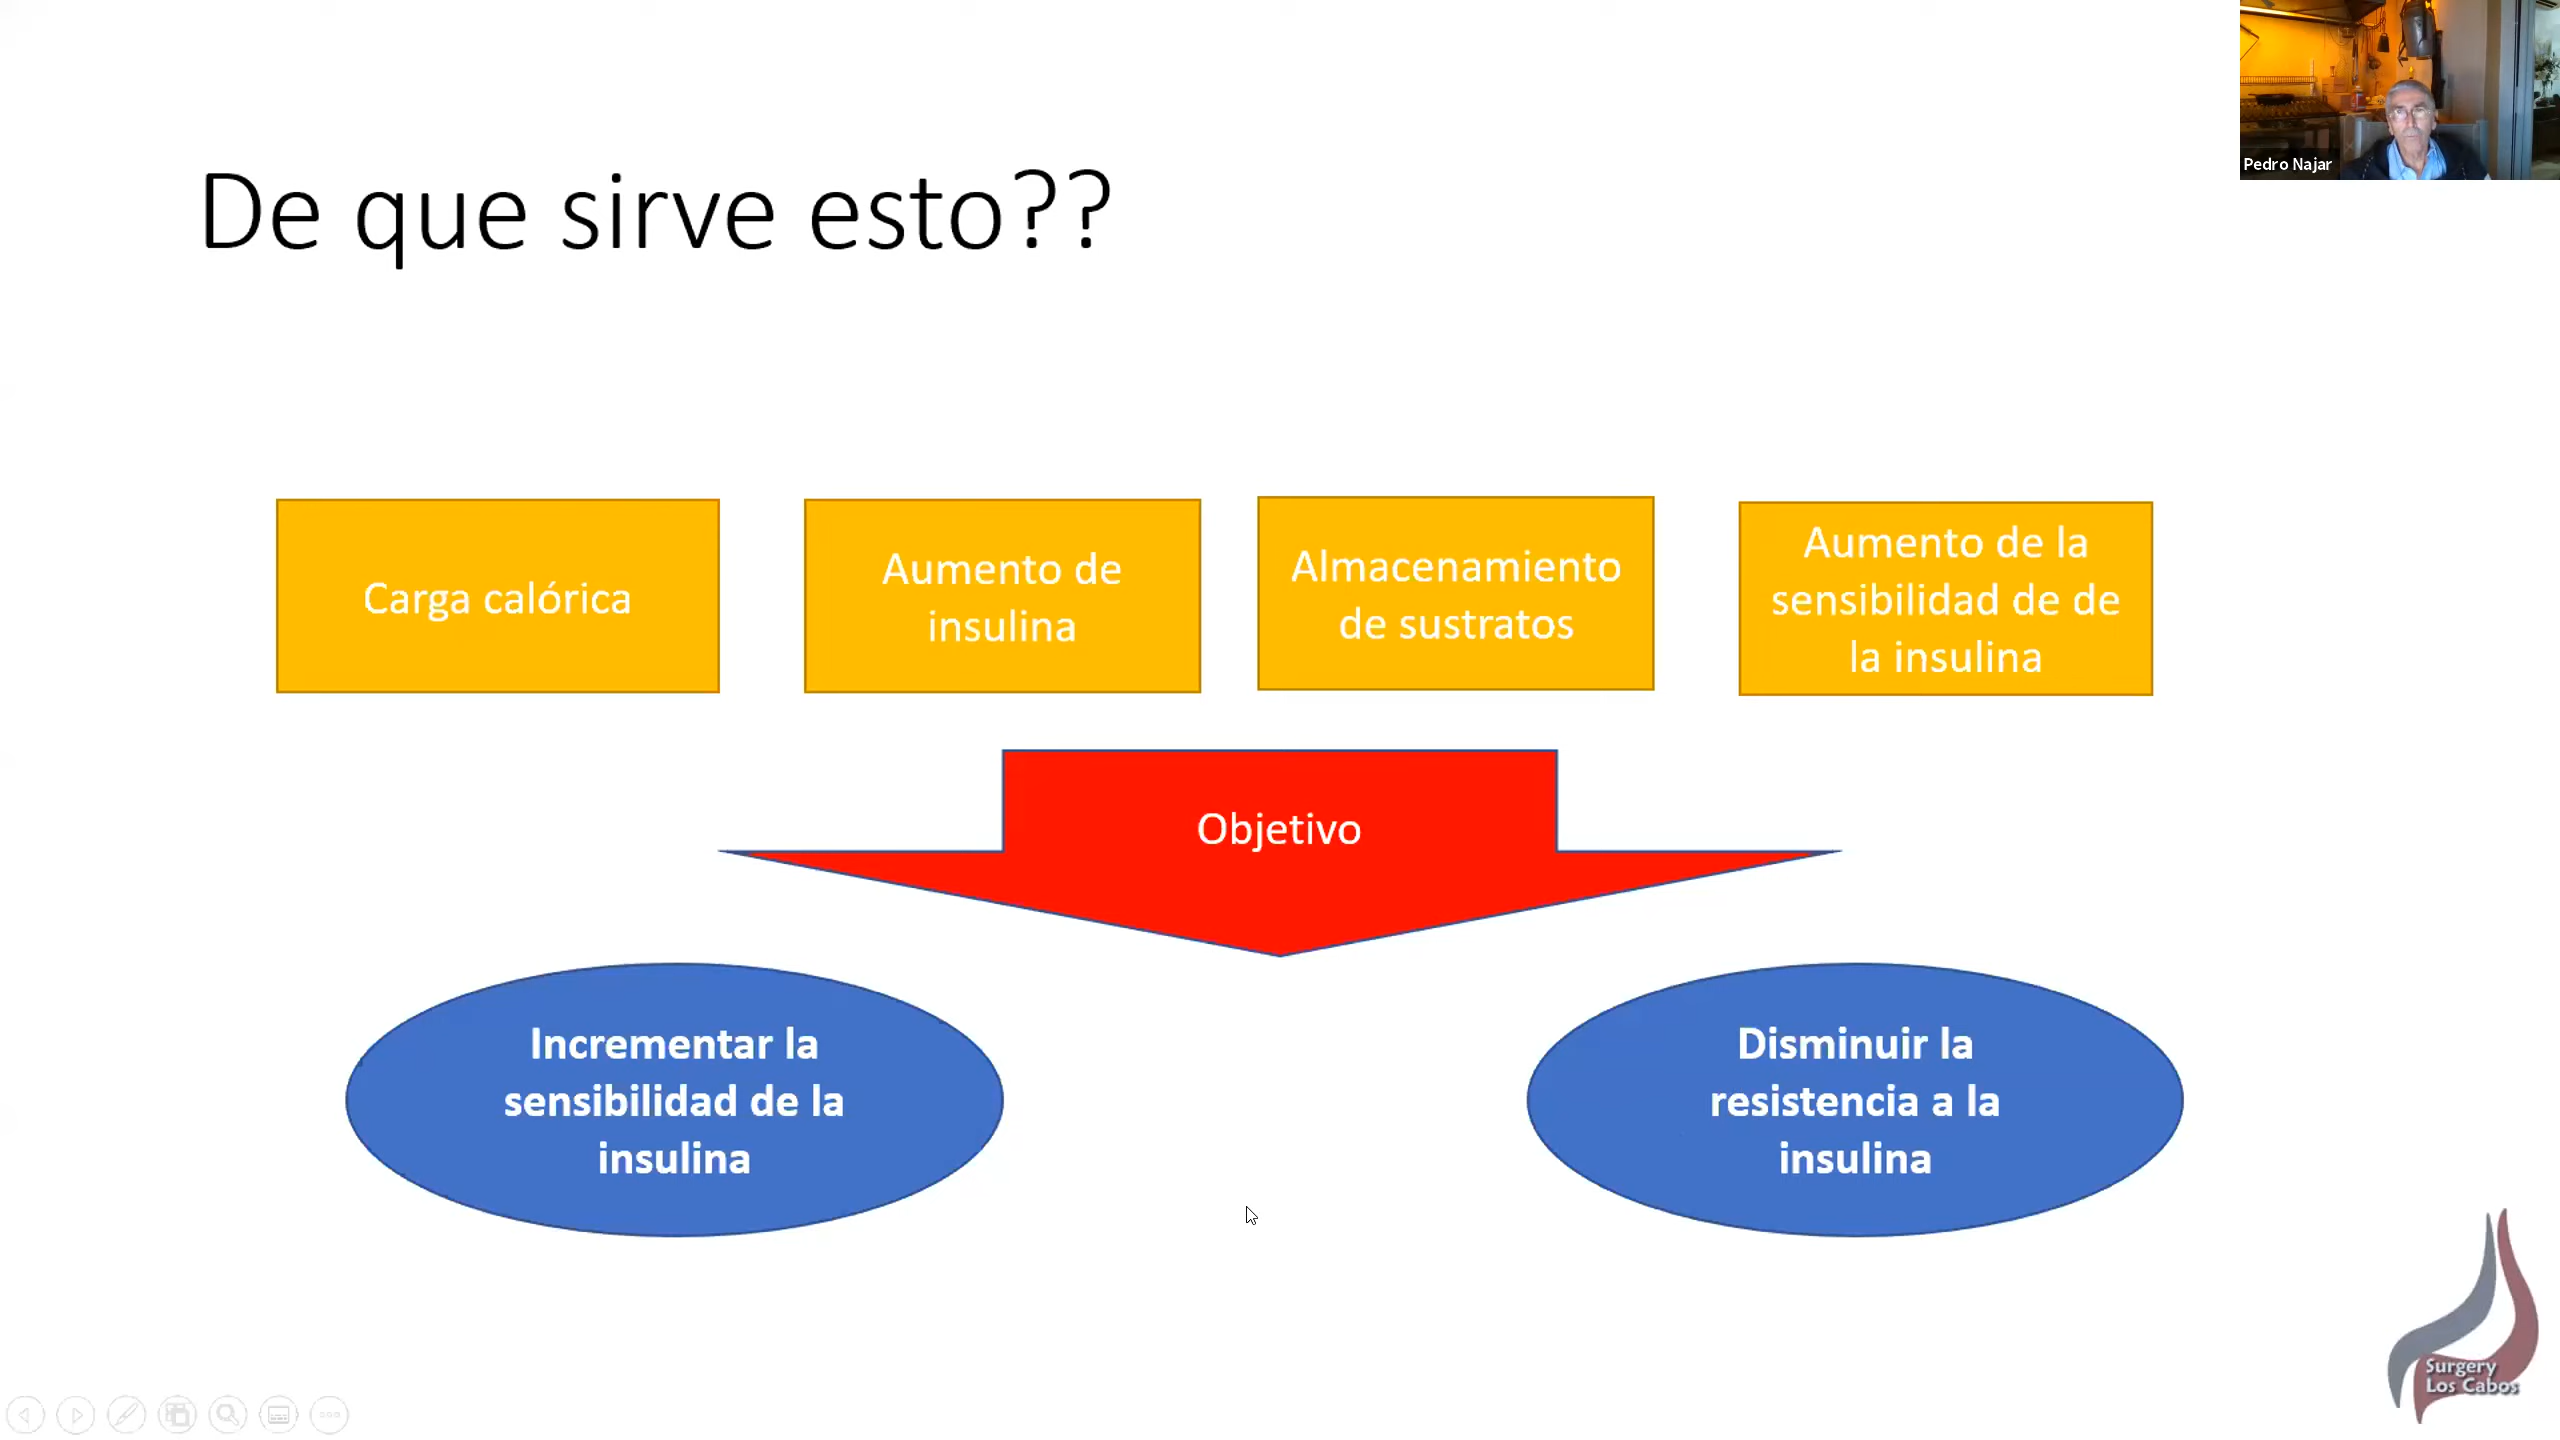 Pedro Najar
De que sirve esto??
Carga calórica
Aumento de
insulina
Almacenamiento
de sustratos
Aumento de la
sensibilidad de de
la insulina
Objetivo
Incrementar la
sensibilidad de la
insulina
Disminuir la
resistencia a la
insulina
Surgery
Los Cabos